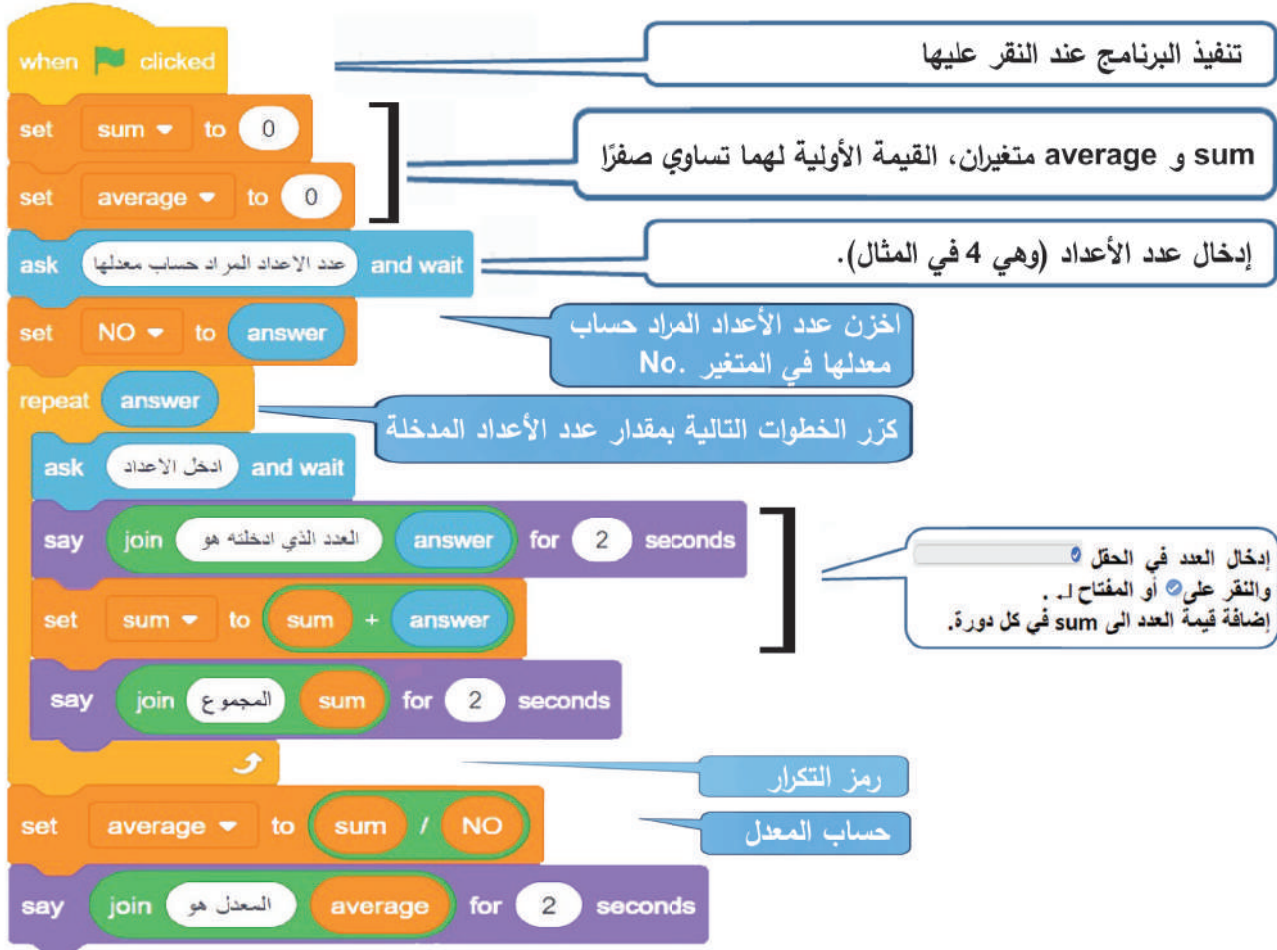 when clicked
تنفيذ البرنامج عند النقر عليها
set sum to 0
set average to 0
sum و average متغيران، القيمة الأولية لهما تساوي صفرًا
ask عدد الاعداد المراد حساب معدلها and wait
إدخال عدد الأعداد (وهي 4 في المثال).
set NO to answer
اخزن عدد الأعداد المراد حساب
معدلها في المتغير No.
repeat answer
كرّر الخطوات التالية بمقدار عدد الأعداد المدخلة
ask ادخل الاعداد and wait
say join العدد الذي ادخلته هو answer for 2 seconds
set sum to sum + answer
إدخال العدد في الحقل
والنقر على أو المفتاح ↵.
إضافة قيمة العدد الى sum في كل دورة.
say join المجموع sum for 2 seconds
رمز التكرار
set average to sum / NO
حساب المعدل
say join المعدل هو average for 2 seconds